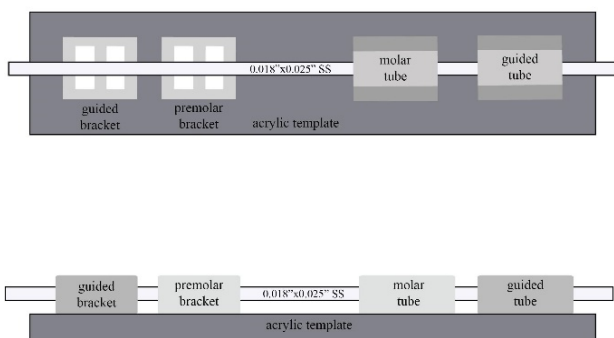 0.018”x0.025” SS
molar
tube
guided
tube
guided
bracket
premolar
bracket
acrylic template
guided
bracket
premolar
bracket
0.018”x0.025” SS
molar
tube
guided
tube
acrylic template